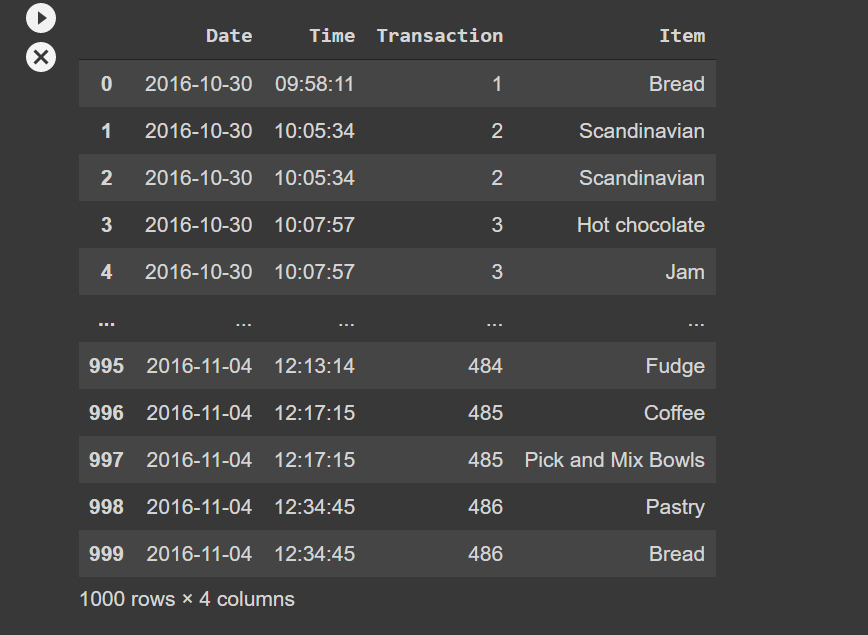 Date Time Transaction Item
0 2016-10-30 09:58:11 1 Bread
1 2016-10-30 10:05:34 2 Scandinavian
2 2016-10-30 10:05:34 2 Scandinavian
3 2016-10-30 10:07:57 3 Hot chocolate
4 2016-10-30 10:07:57 3 Jam
... ... ... ... ...
995 2016-11-04 12:13:14 484 Fudge
996 2016-11-04 12:17:15 485 Coffee
997 2016-11-04 12:17:15 485 Pick and Mix Bowls
998 2016-11-04 12:34:45 486 Pastry
999 2016-11-04 12:34:45 486 Bread
1000 rows × 4 columns